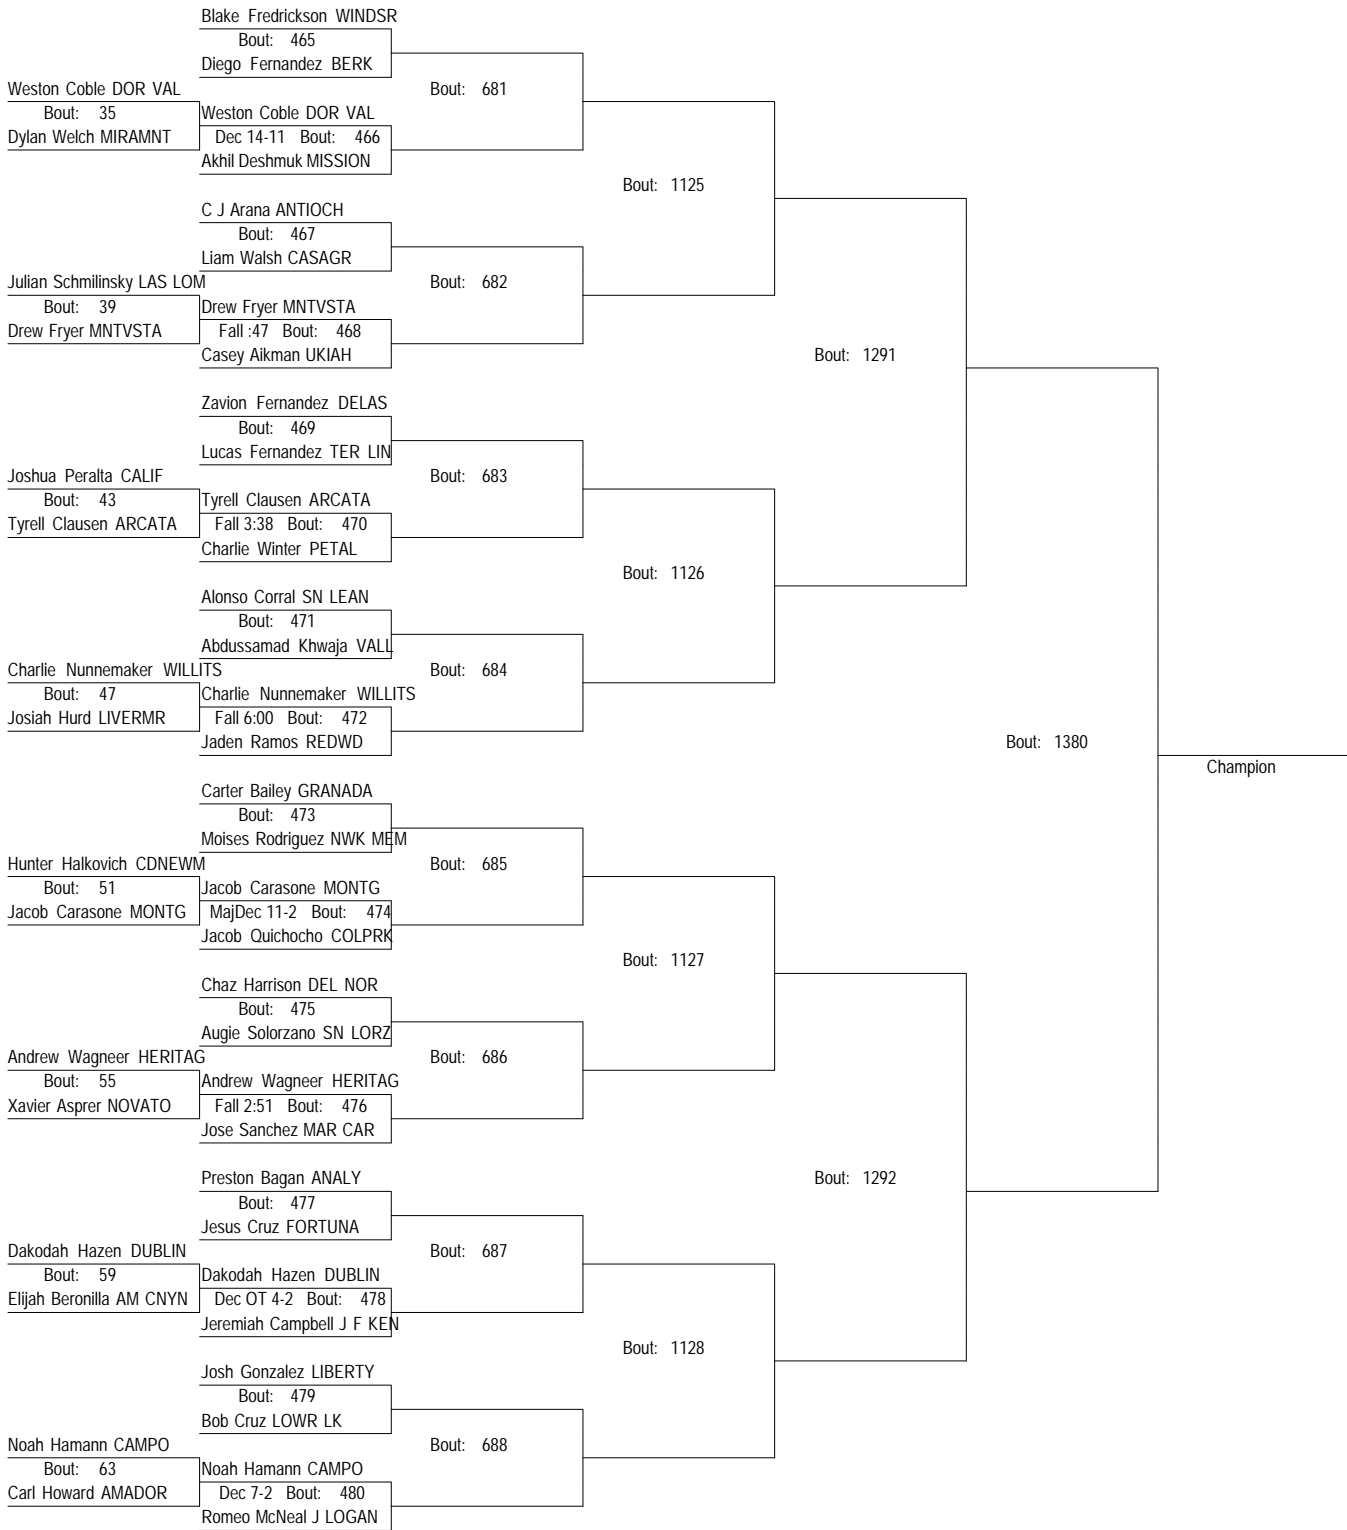 Blake Fredrickson WINDSR
Bout: 465
Diego Fernandez BERK
Bout: 681
Weston Coble DOR VAL
Bout: 35
Weston Coble DOR VAL
Dylan Welch MIRAMNT
Dec 14-11 Bout: 466
Akhil Deshmuk MISSION
Bout: 1125
C J Arana ANTIOCH
Bout: 467
Liam Walsh CASAGR
Julian Schmilinsky LAS LOM
Bout: 682
Bout: 39
Drew Fryer MNTVSTA
Drew Fryer MNTVSTA
Fall :47 Bout: 468
Casey Aikman UKIAH
Bout: 1291
Zavion Fernandez DELAS
Bout: 469
Lucas Fernandez TER LIN
Joshua Peralta CALIF
Bout: 683
Bout: 43
Tyrell Clausen ARCATA
Tyrell Clausen ARCATA
Fall 3:38 Bout: 470
Charlie Winter PETAL
Bout: 1126
Alonso Corral SN LEAN
Bout: 471
Abdussamad Khwaja VALL
Charlie Nunnemaker WILLITS
Bout: 684
Bout: 47
Charlie Nunnemaker WILLITS
Josiah Hurd LIVERMR
Fall 6:00 Bout: 472
Jaden Ramos REDWD
Bout: 1380
Champion
Carter Bailey GRANADA
Bout: 473
Moises Rodriguez NWK MEM
Hunter Halkovich CDNEWM
Bout: 685
Bout: 51
Jacob Carasone MONTG
Jacob Carasone MONTG
MajDec 11-2 Bout: 474
Jacob Quichocho COLPRK
Bout: 1127
Chaz Harrison DEL NOR
Bout: 475
Augie Solorzano SN LORZ
Andrew Wagneer HERITAG
Bout: 686
Bout: 55
Andrew Wagneer HERITAG
Xavier Asprer NOVATO
Fall 2:51 Bout: 476
Jose Sanchez MAR CAR
Preston Bagan ANALY
Bout: 1292
Bout: 477
Jesus Cruz FORTUNA
Dakodah Hazen DUBLIN
Bout: 687
Bout: 59
Dakodah Hazen DUBLIN
Elijah Beronilla AM CNYN
Dec OT 4-2 Bout: 478
Jeremiah Campbell J F KEN
Bout: 1128
Josh Gonzalez LIBERTY
Bout: 479
Bob Cruz LOWR LK
Noah Hamann CAMPO
Bout: 688
Bout: 63
Noah Hamann CAMPO
Carl Howard AMADOR
Dec 7-2 Bout: 480
Romeo McNeal J LOGAN